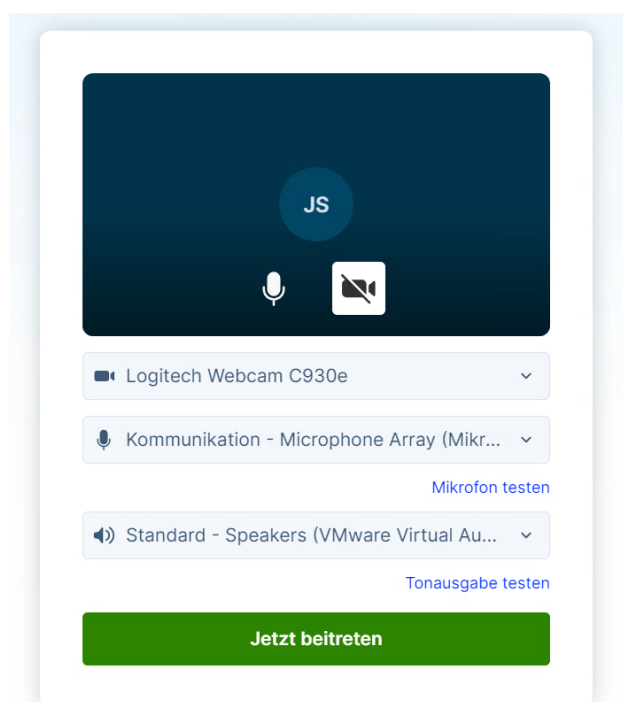 JS
Logitech Webcam C930e
Kommunikation - Microphone Array (Mikr...
Mikrofon testen
Standard - Speakers (VMware Virtual Au...
Tonausgabe testen
Jetzt beitreten